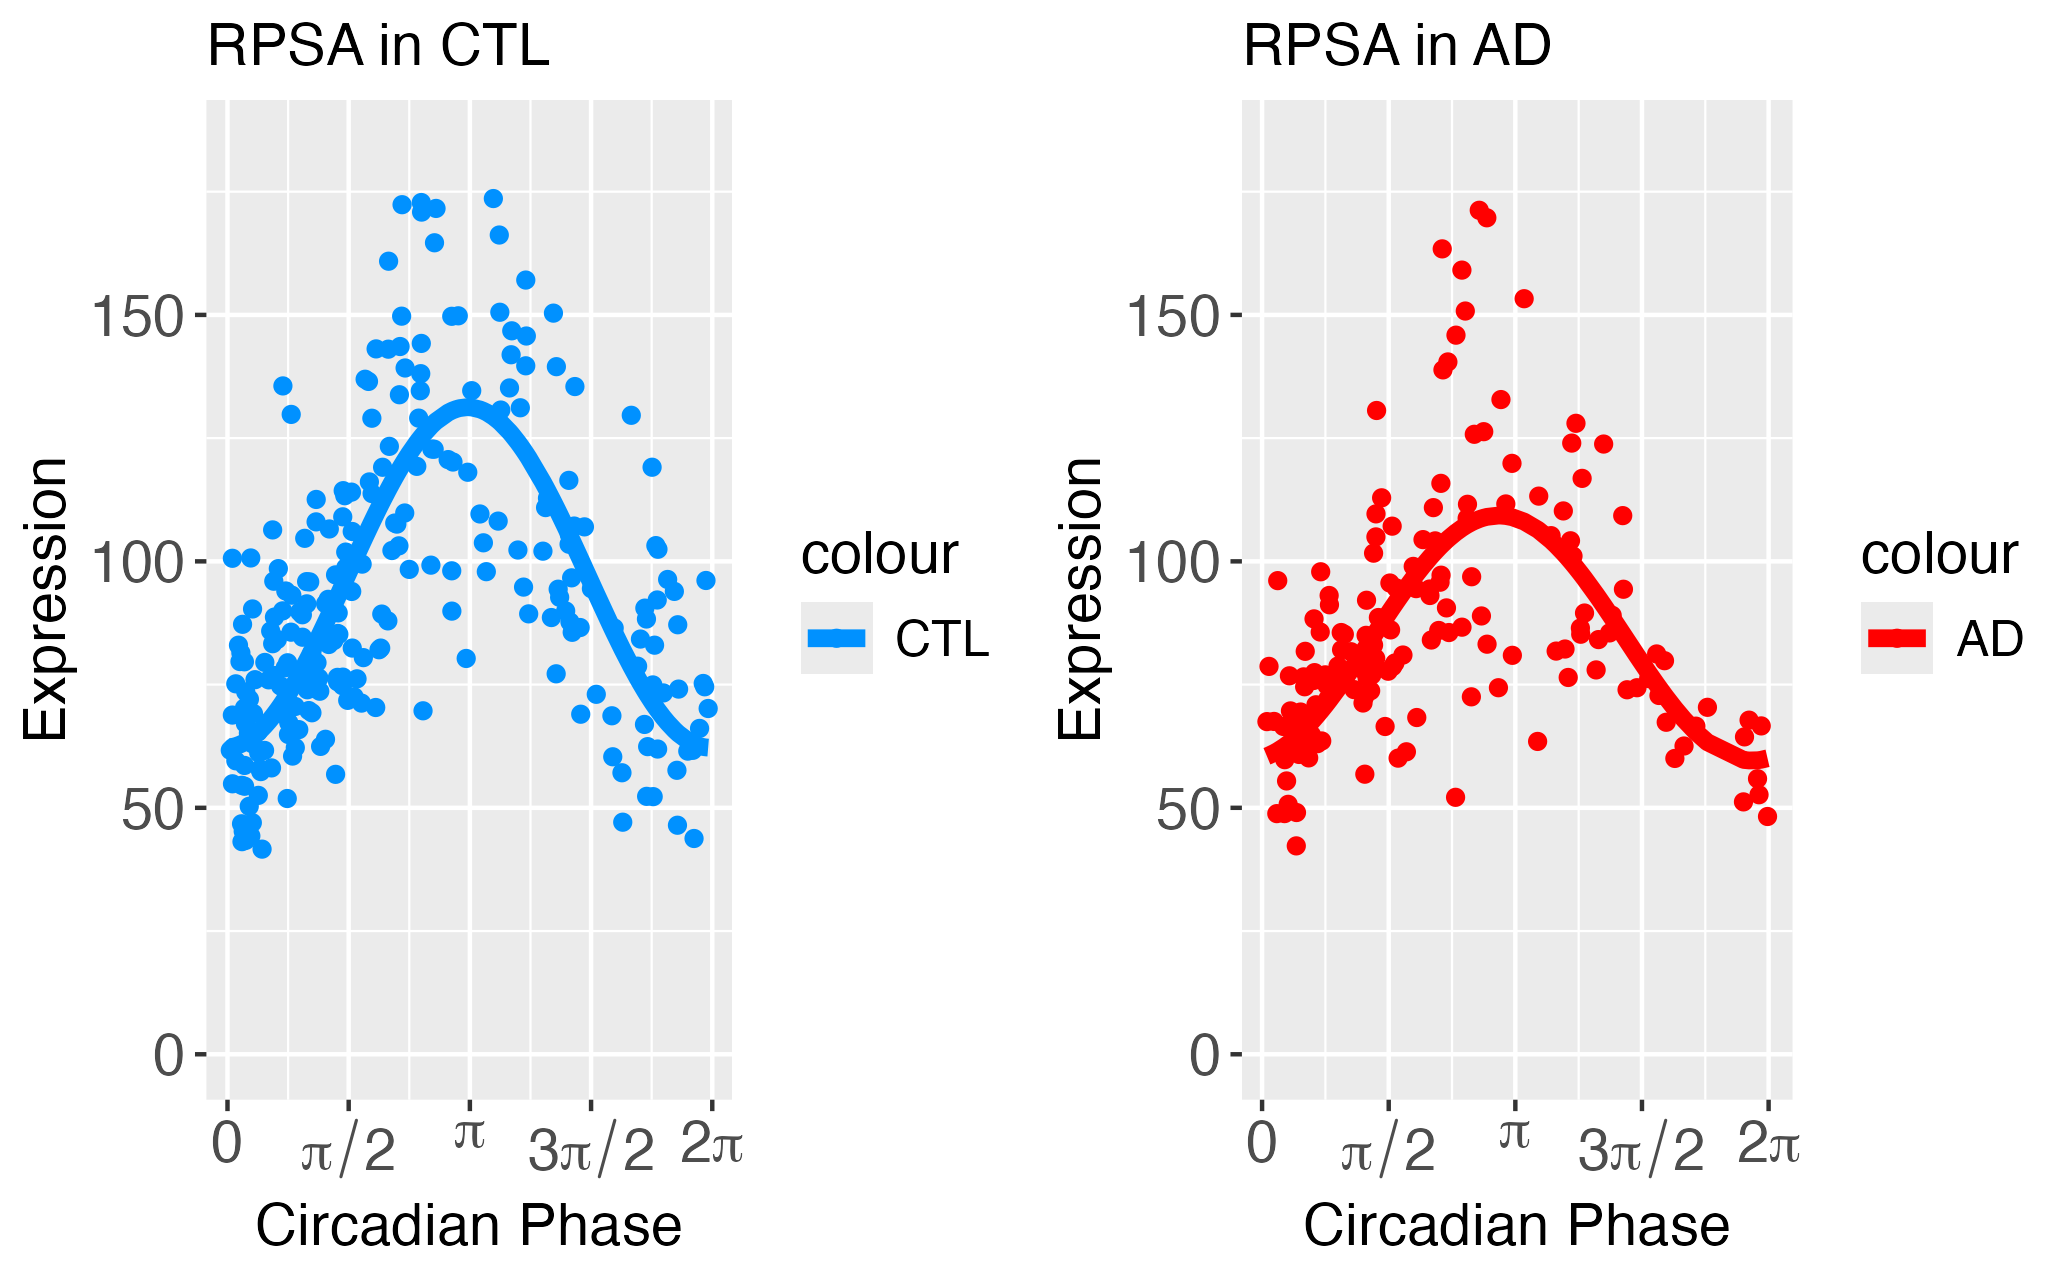 RPSA in CTL
Expression
150
100
50
0
0 π/2 π 3π/2 2π
Circadian Phase
colour
CTL
RPSA in AD
Expression
150
100
50
0
0 π/2 π 3π/2 2π
Circadian Phase
colour
AD